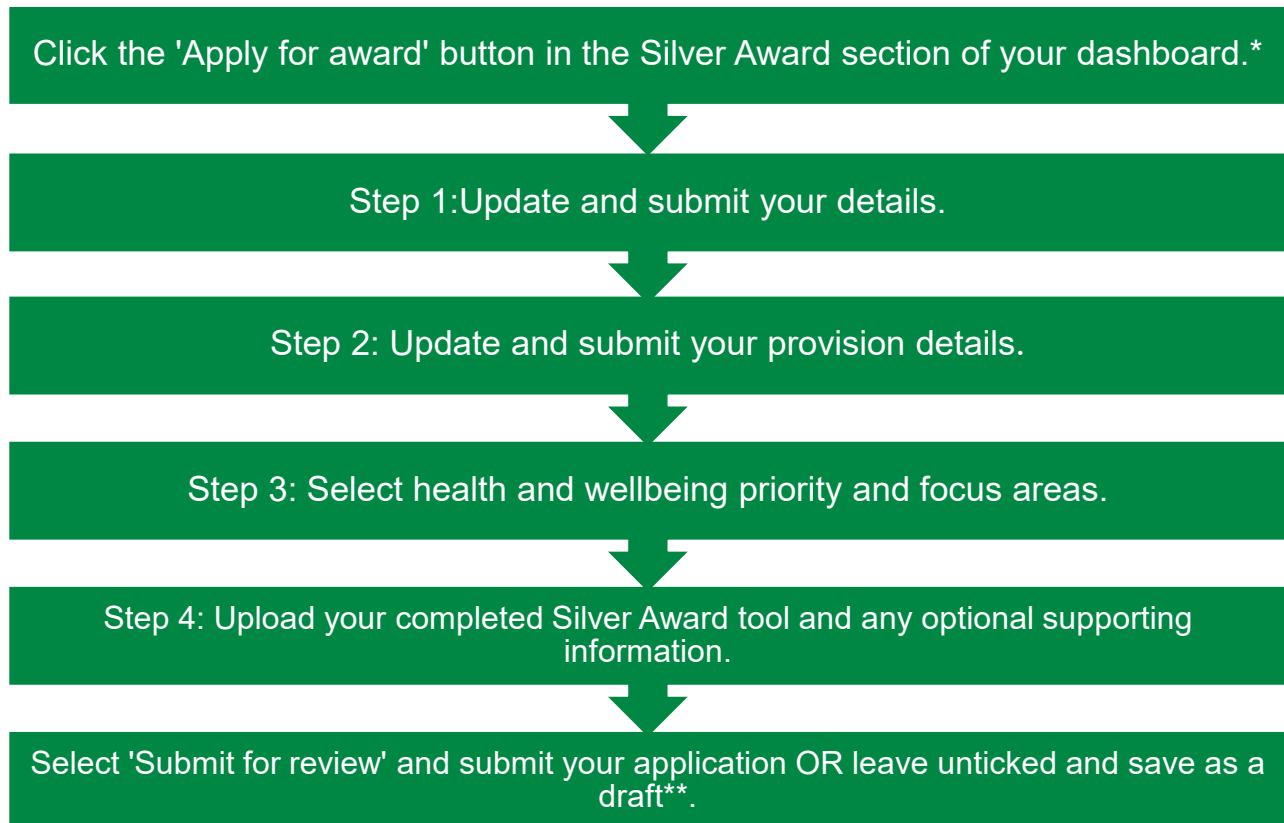 Click the 'Apply for award' button in the Silver Award section of your dashboard.*
Step 1:Update and submit your details.
Step 2: Update and submit your provision details.
Step 3: Select health and wellbeing priority and focus areas.
Step 4: Upload your completed Silver Award tool and any optional supporting
information.
Select 'Submit for review' and submit your application OR leave unticked and save as a
draft**.